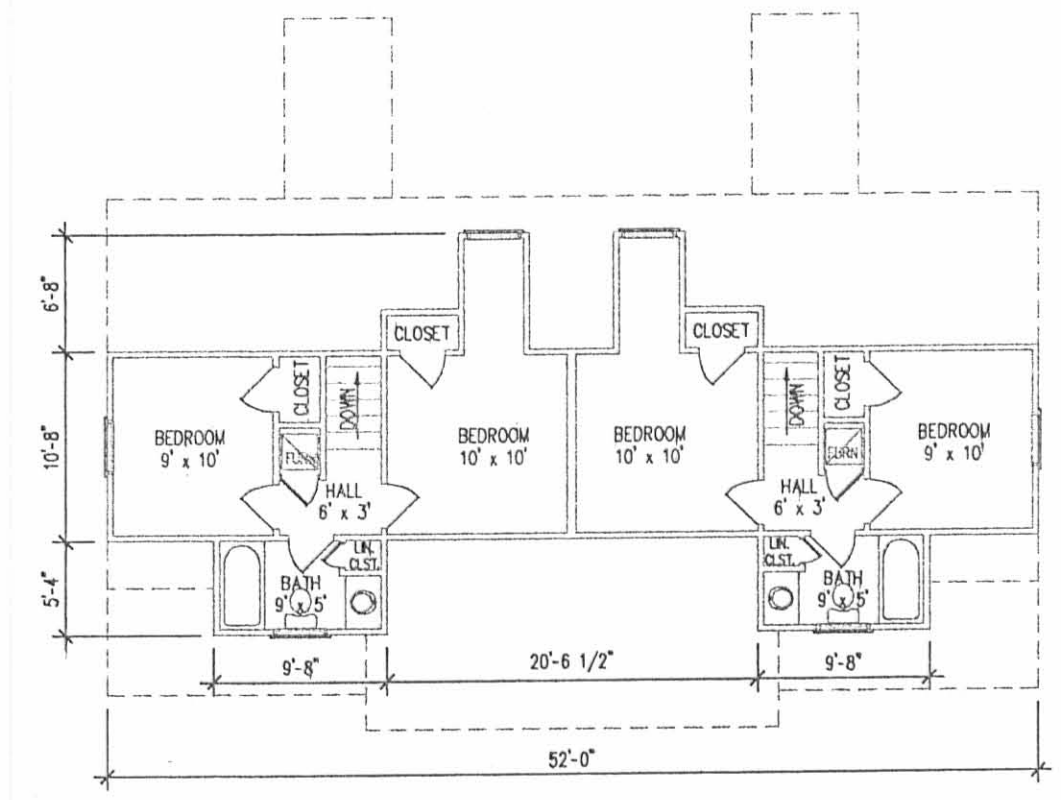 6'-8"
10'-8"
5'-4"
CLOSET
CLOSET
CLOSET
DOWN
DOWN
CLOSET
BEDROOM
9' x 10'
FURN
BEDROOM
10' x 10'
BEDROOM
10' x 10'
FURN
BEDROOM
9' x 10'
HALL
6' x 3'
HALL
6' x 3'
LIN.
CLST.
BATH
9' x 5'
LIN.
CLST.
BATH
9' x 5'
9'-8"
20'-6 1/2"
9'-8"
52'-0"